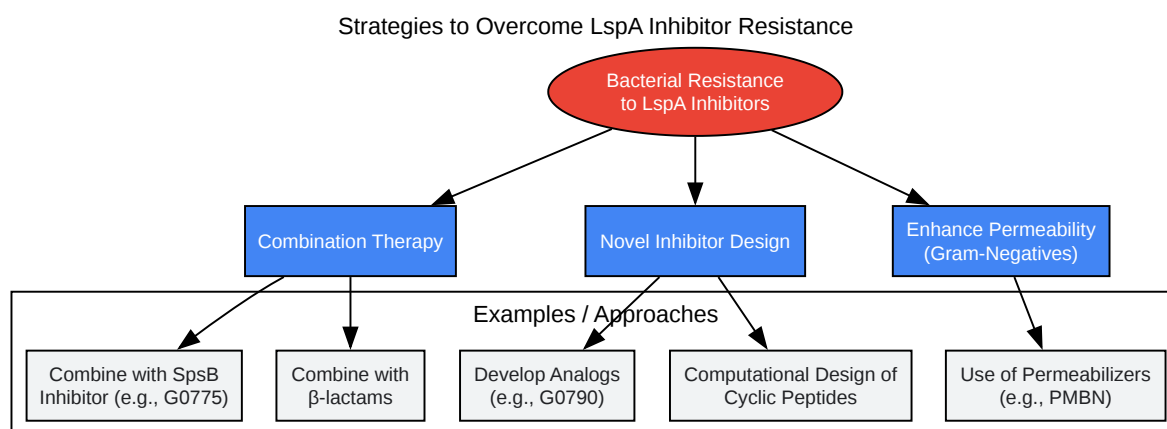 Strategies to Overcome LspA Inhibitor Resistance
Bacterial Resistance
to LspA Inhibitors
Combination Therapy
Novel Inhibitor Design
Enhance Permeability
(Gram-Negatives)
Examples / Approaches
Combine with SpsB
Inhibitor (e.g., G0775)
Combine with
β-lactams
Develop Analogs
(e.g., G0790)
Computational Design of
Cyclic Peptides
Use of Permeabilizers
(e.g., PMBN)